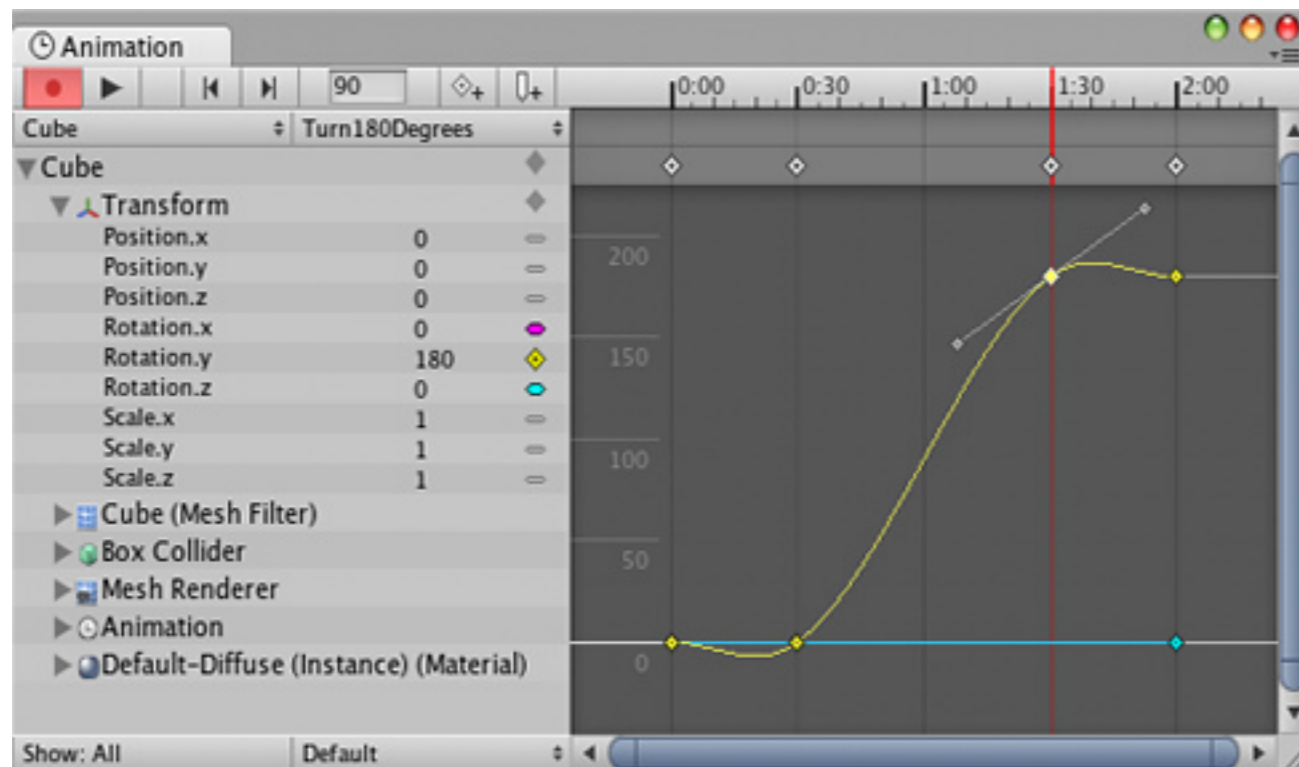 Animation
90
0:00 0:30 1:00 1:30 2:00
Cube Turn180Degrees
Cube
Transform
Position.x 0
200
Position.y 0
Position.z 0
Rotation.x 0
Rotation.y 180
150
Rotation.z 0
Scale.x 1
Scale.y 1
100
Scale.z 1
Cube (Mesh Filter)
Box Collider
50
Mesh Renderer
Animation
Default-Diffuse (Instance) (Material)
0
Show: All Default